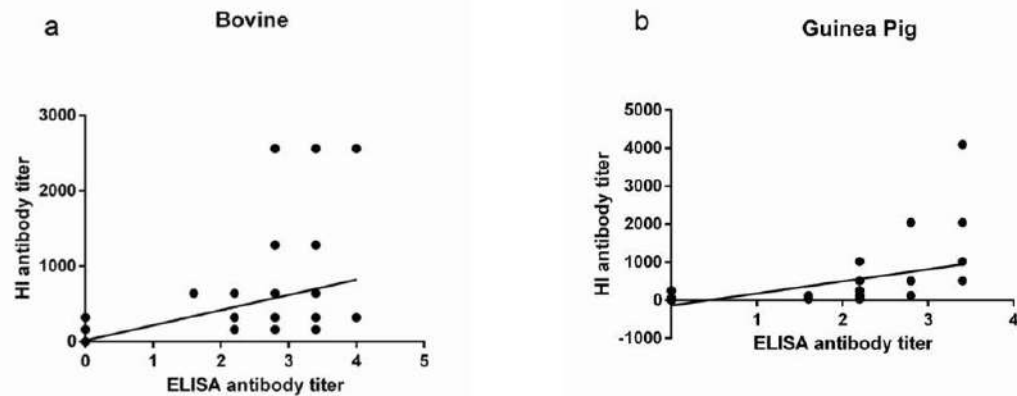 a
Bovine
3000
2000
1000
0
HI antibody titer
0 1 2 3 4 5
ELISA antibody titer
b
Guinea Pig
5000
4000
3000
2000
1000
0
-1000
HI antibody titer
1 2 3 4
ELISA antibody titer